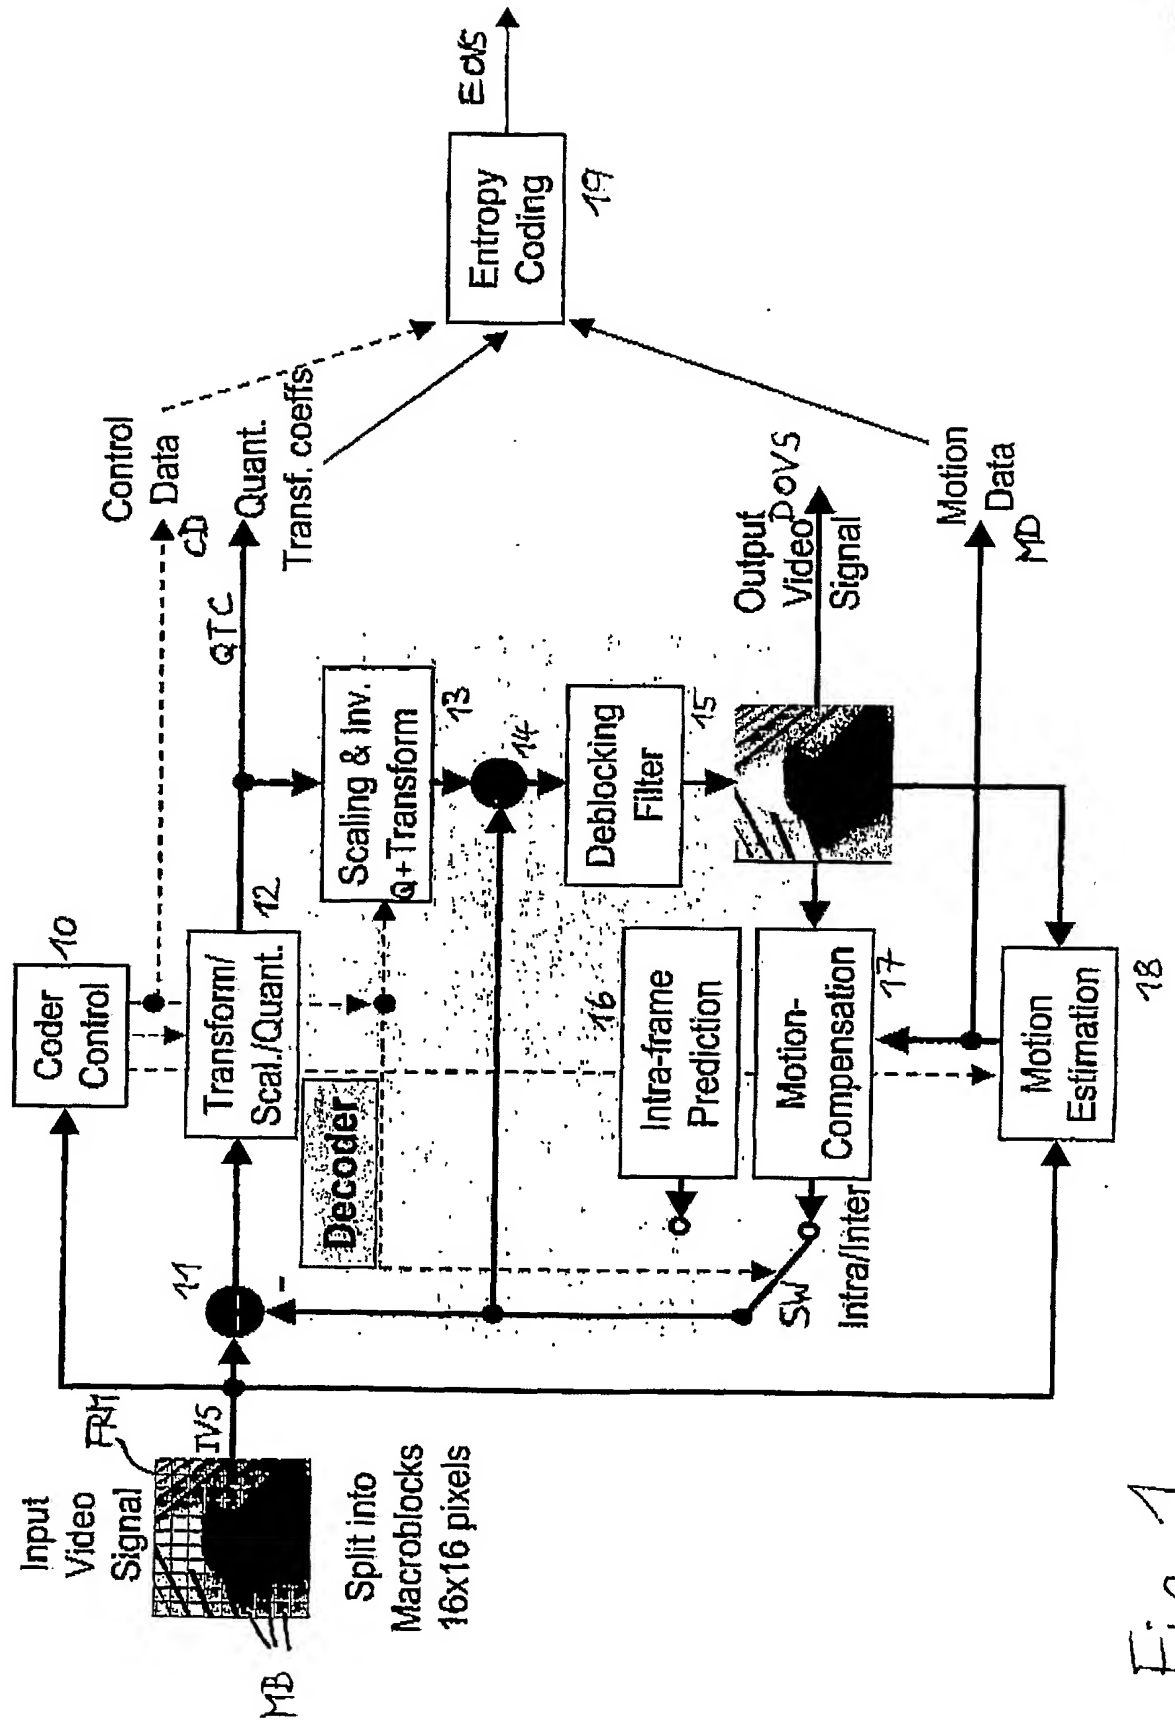 Input
Video
Signal
FRM
IVS
MB
Split into
Macroblocks
16x16 pixels
Coder
Control
10
11
-
Transform/
Scal./Quant.
12
Decoder
QTC
Control
Data
CD
Quant.
Transf. coeffs
Scaling & Inv.
Q+Transform
13
14
Deblocking
Filter
15
Intra-frame
Prediction
16
Motion-
Compensation
17
SW
Intra/Inter
Output
Video
Signal
DOVS
Motion
Estimation
18
Motion
Data
MD
Entropy
Coding
19
EOVS
Fig. 1